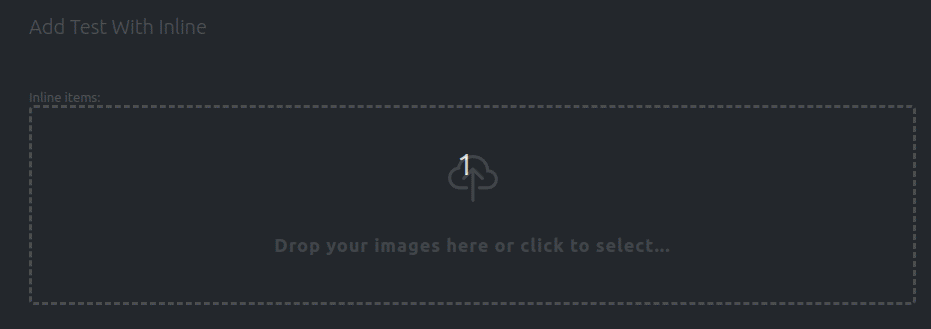 Add Test With Inline
Inline items:
1
Drop your images here or click to select...